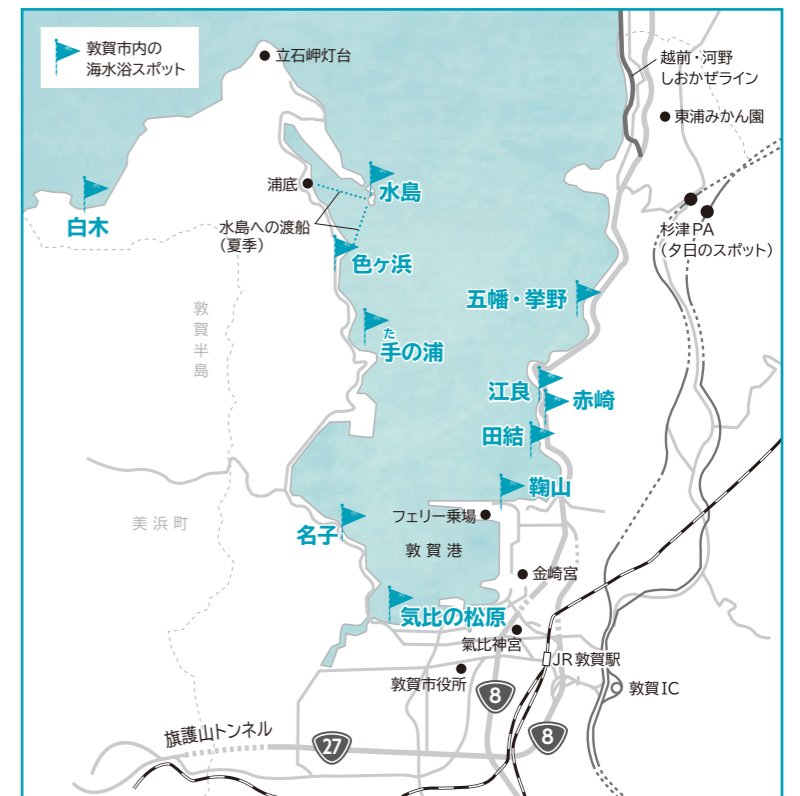 敦賀市内の
海水浴スポット
立石岬灯台
越前・河野
しおかぜライン
東浦みかん園
浦底
水島
白木
水島への渡船
(夏季)
杉津PA
(夕日のスポット)
色ヶ浜
五幡・挙野
敦賀半島
た
手の浦
江良
赤崎
田結
鞠山
美浜町
名子
フェリー乗場
敦賀港
金崎宮
気比の松原
氣比神宮
JR敦賀駅
敦賀市役所
敦賀IC
8
旗護山トンネル
27
8